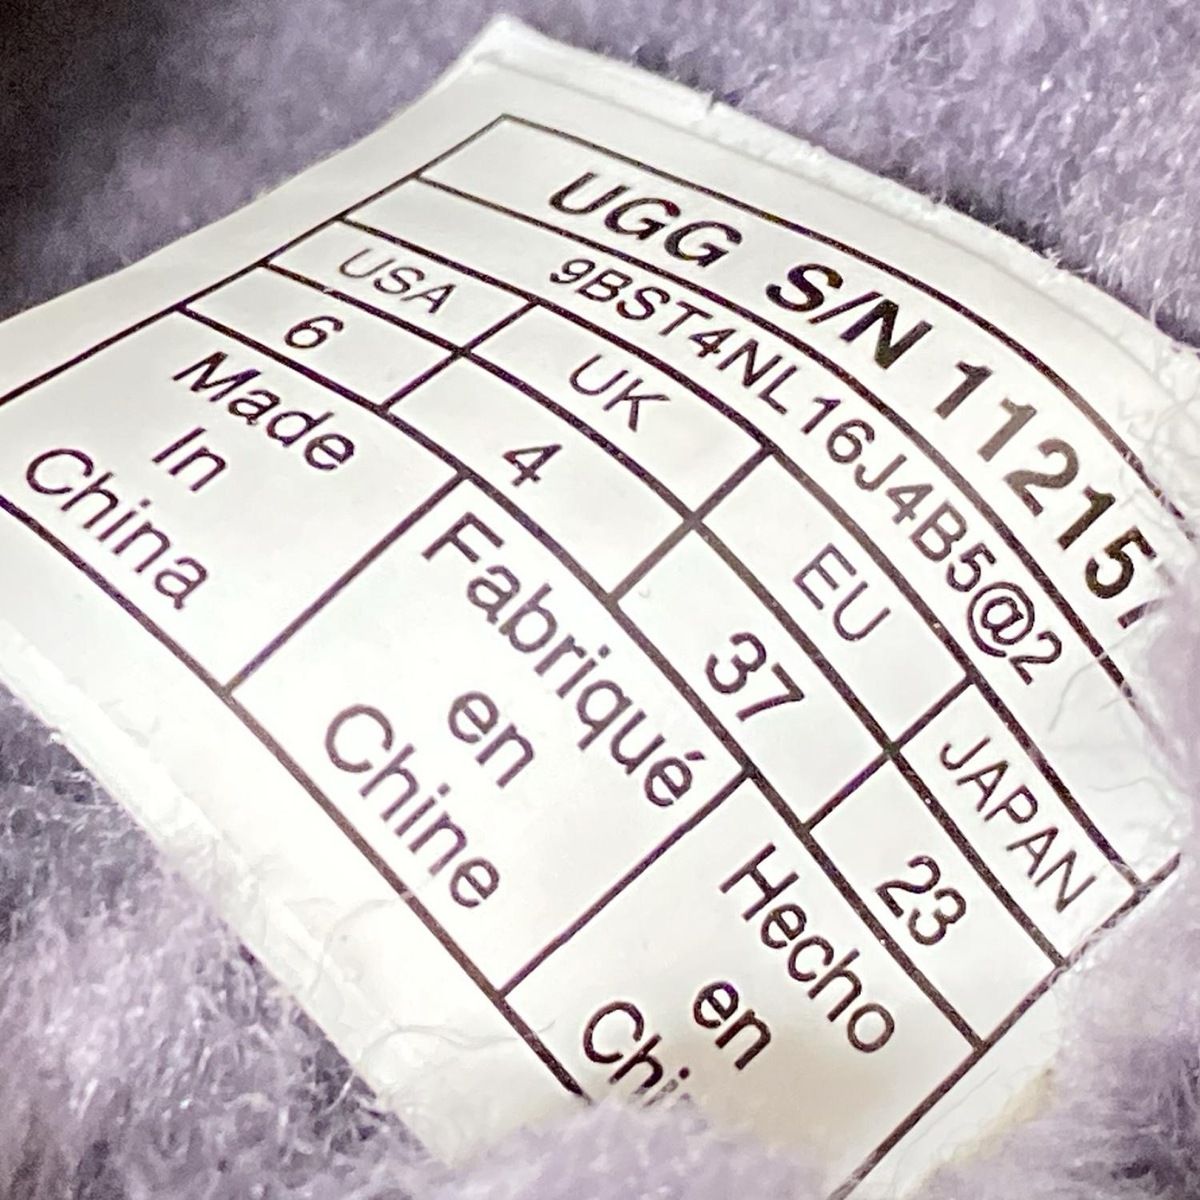 UGG S/N 11215
9BST4NL16J4B5@2
USA UK EU JAPAN
6 4 37 23
Made
In
China
Fabriqué
en
Chine
Hecho
en